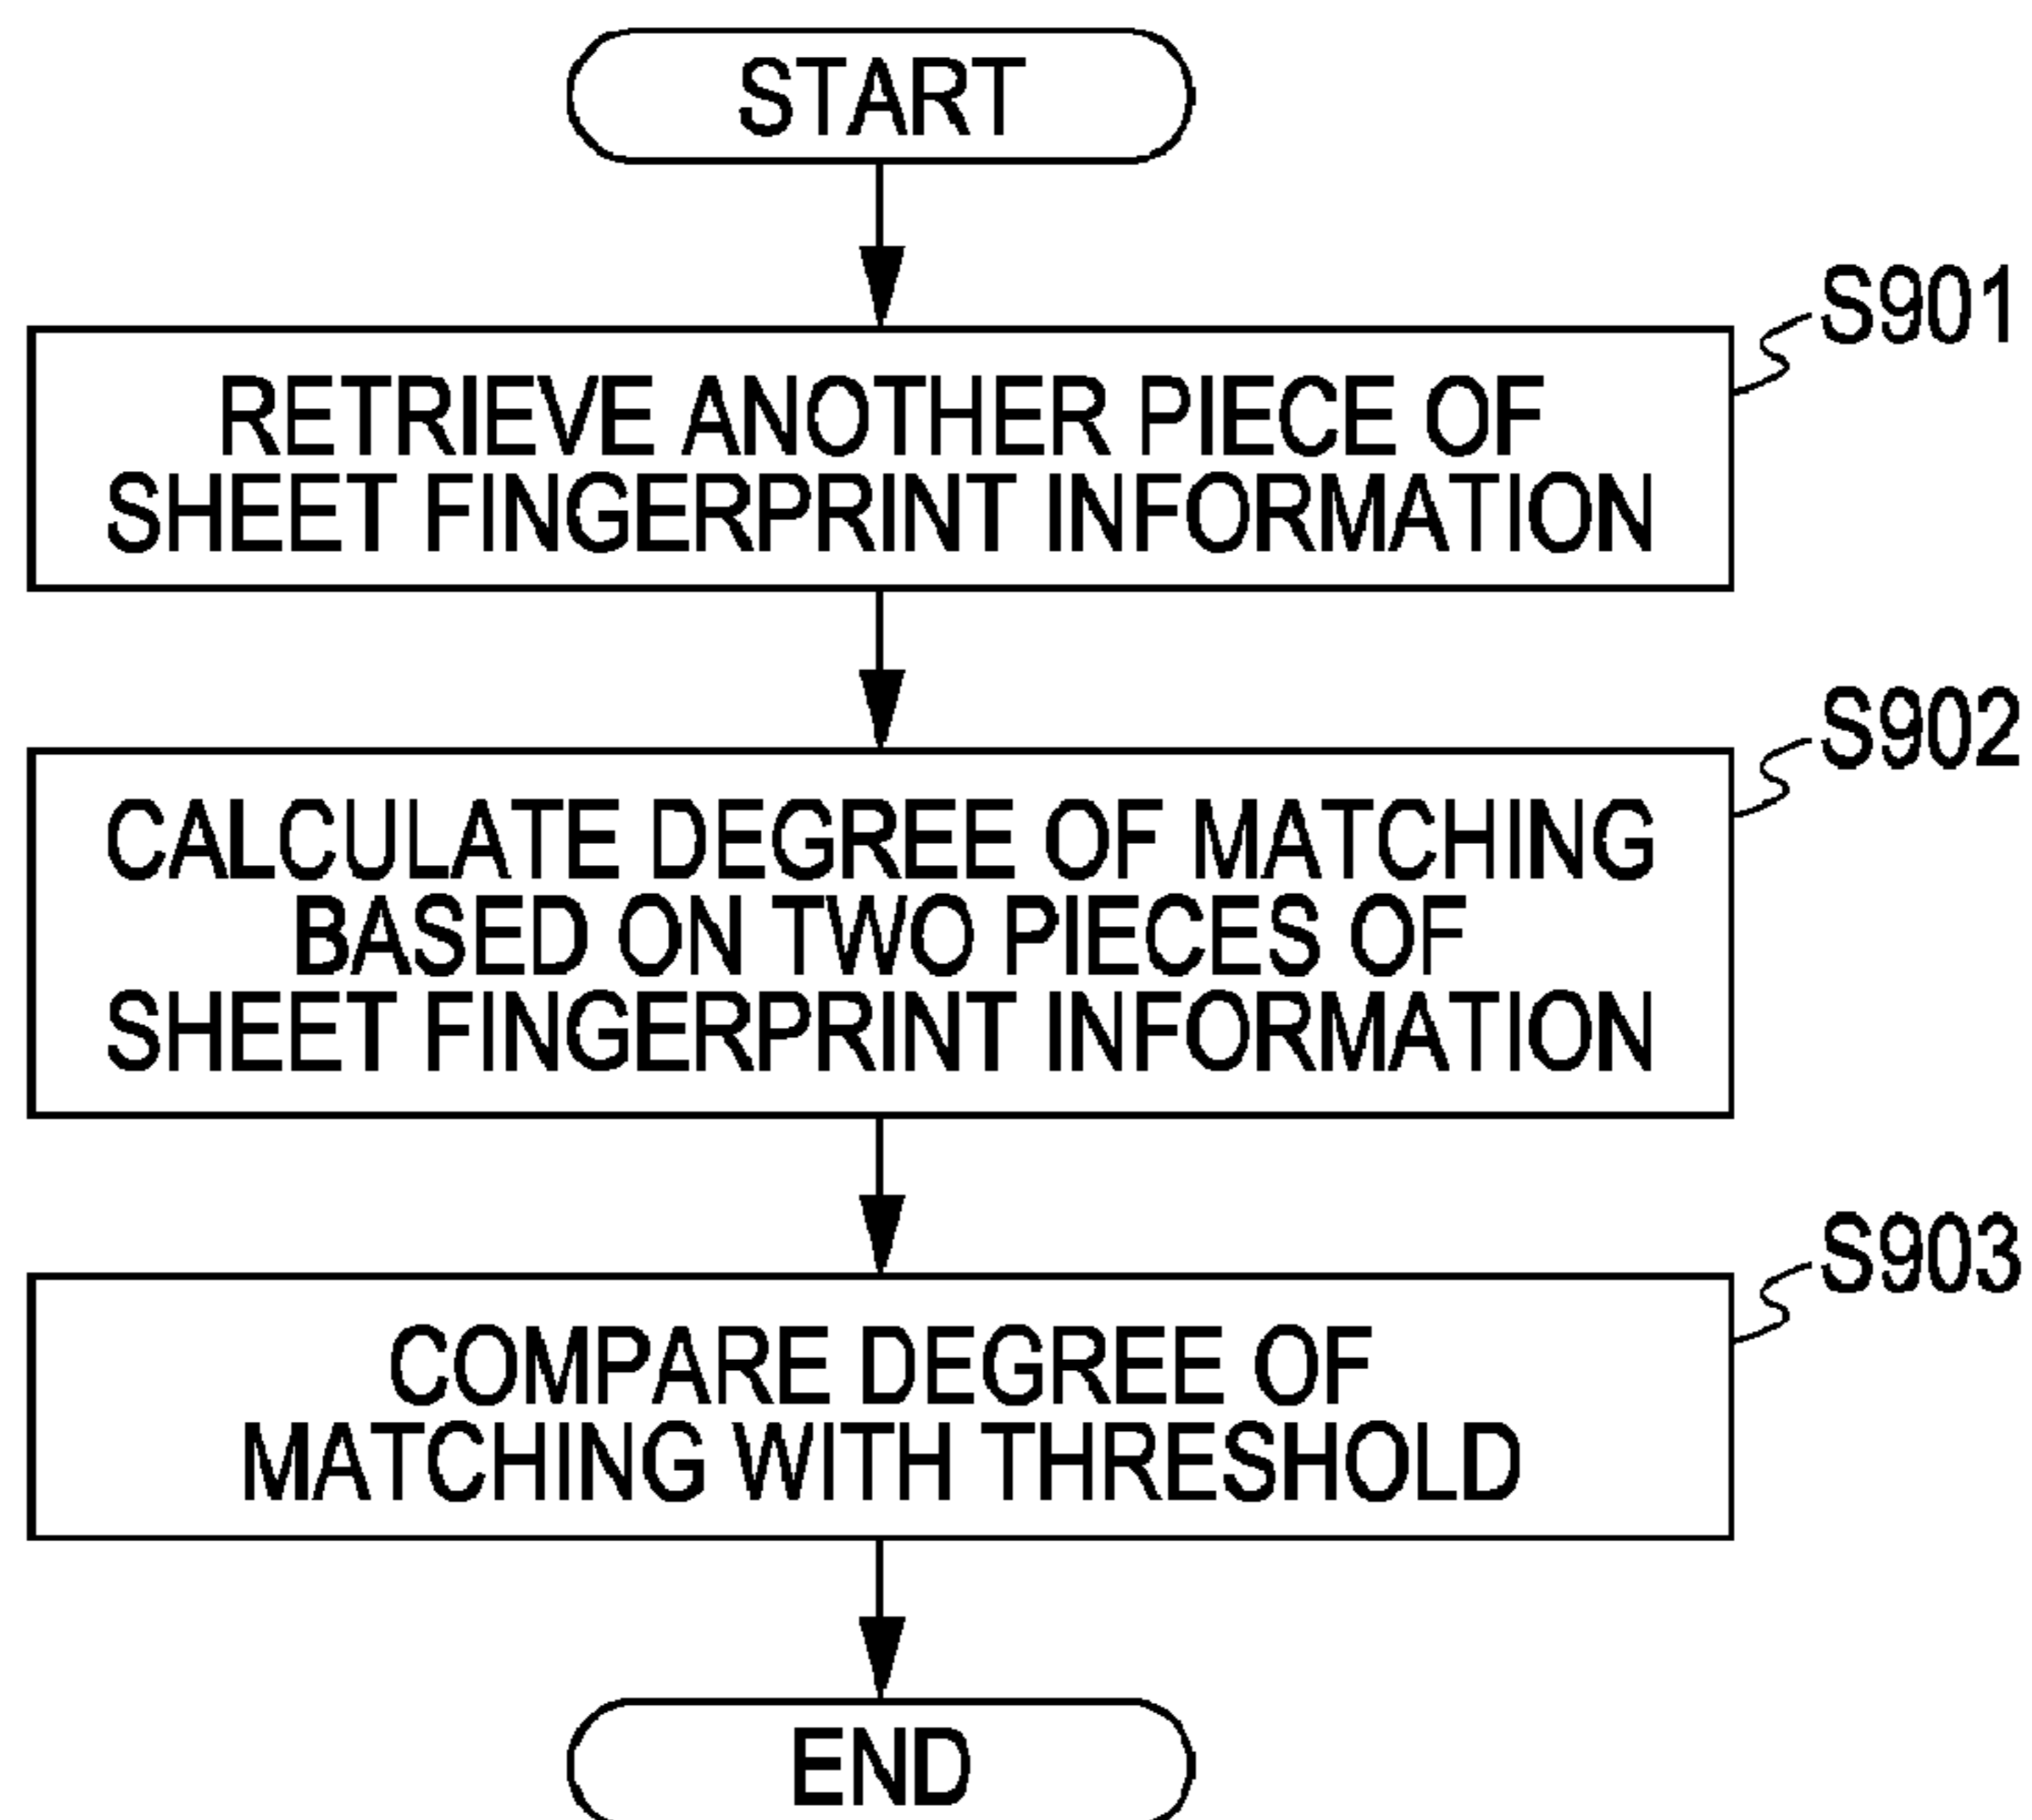 START
S901
RETRIEVE ANOTHER PIECE OF
SHEET FINGERPRINT INFORMATION
S902
CALCULATE DEGREE OF MATCHING
BASED ON TWO PIECES OF
SHEET FINGERPRINT INFORMATION
S903
COMPARE DEGREE OF
MATCHING WITH THRESHOLD
END